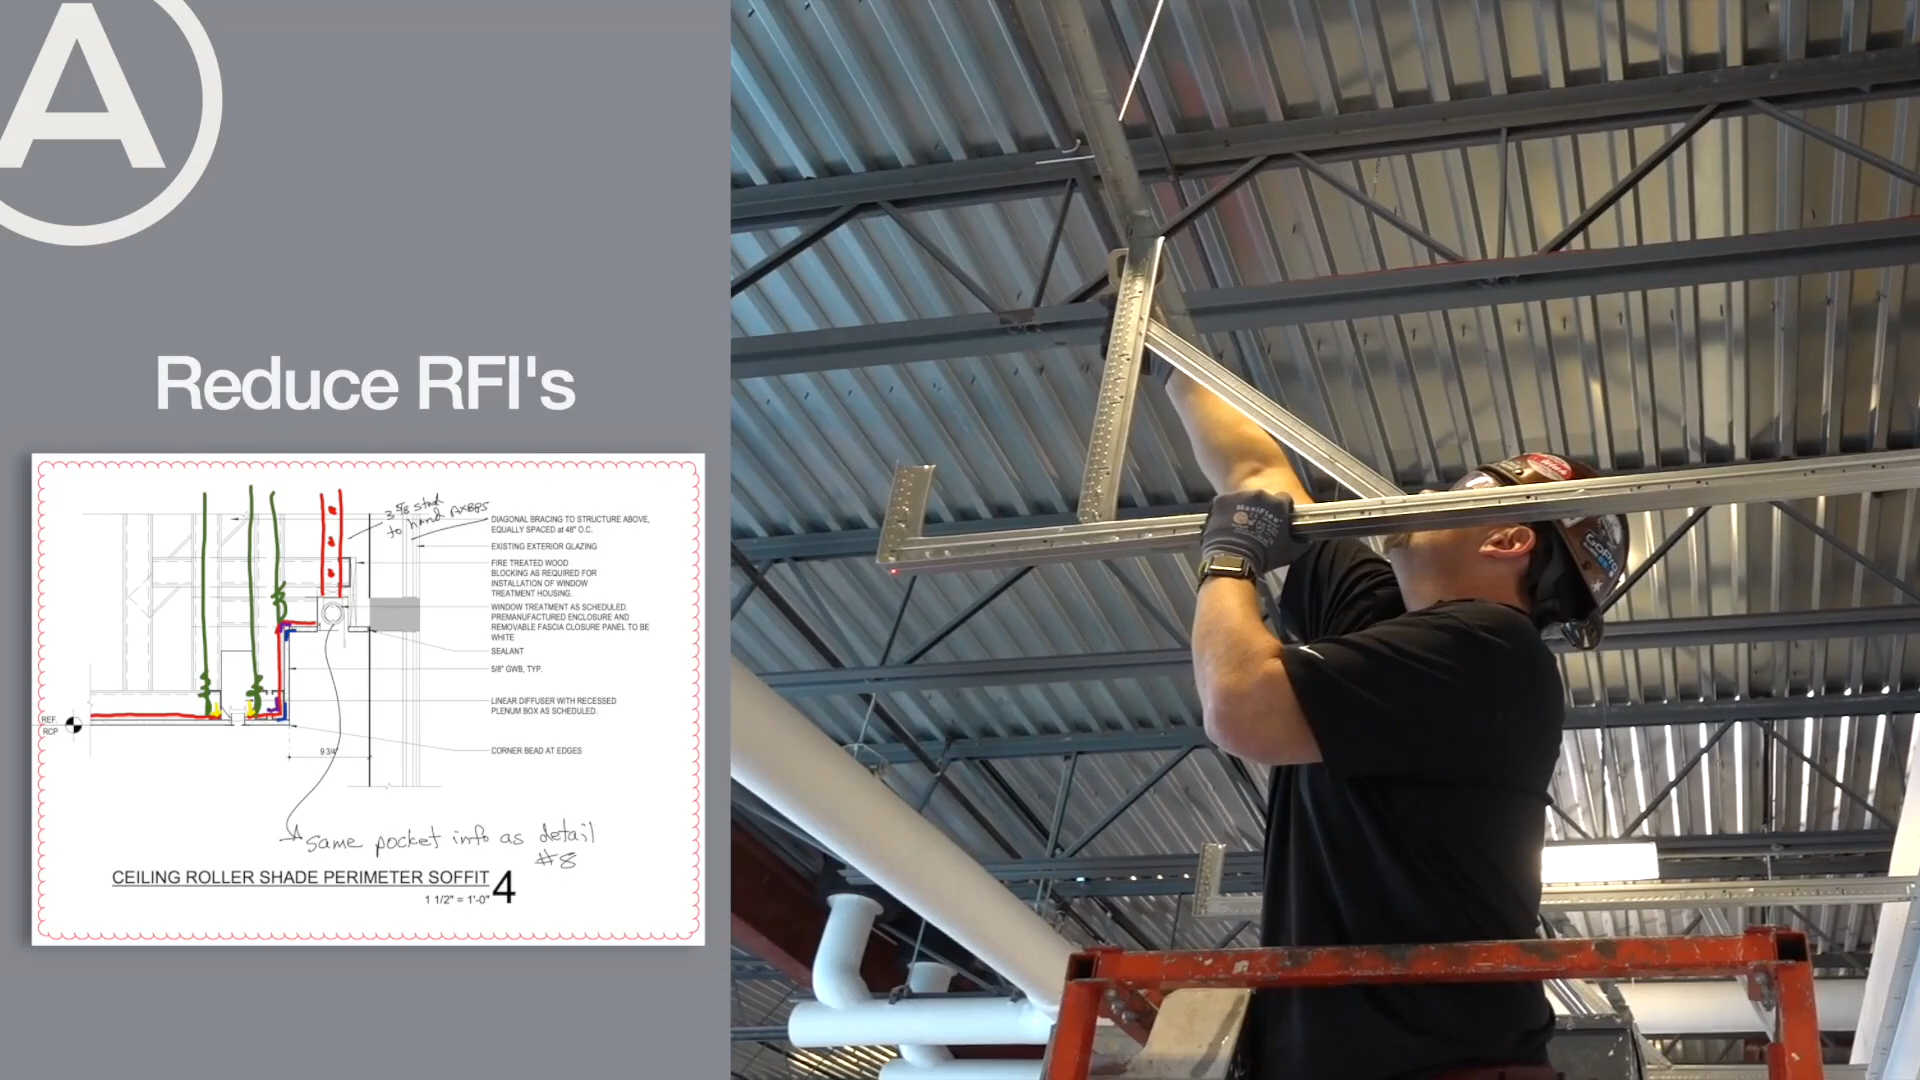 A
Reduce RFI's
3 5/8 stud
to hand AXBPS
DIAGONAL BRACING TO STRUCTURE ABOVE,
EQUALLY SPACED at 48" O.C.
EXISTING EXTERIOR GLAZING
FIRE TREATED WOOD
BLOCKING AS REQUIRED FOR
INSTALLATION OF WINDOW
TREATMENT HOUSING.
WINDOW TREATMENT AS SCHEDULED.
PREMANUFACTURED ENCLOSURE AND
REMOVABLE FASCIA CLOSURE PANEL TO BE
WHITE
SEALANT
5/8" GWB, TYP.
LINEAR DIFFUSER WITH RECESSED
PLENUM BOX AS SCHEDULED.
REF.
RCP
CORNER BEAD AT EDGES
9 3/4"
same pocket info as detail
#8
CEILING ROLLER SHADE PERIMETER SOFFIT 4
1 1/2" = 1'-0"
MaxiFlex
GoPro